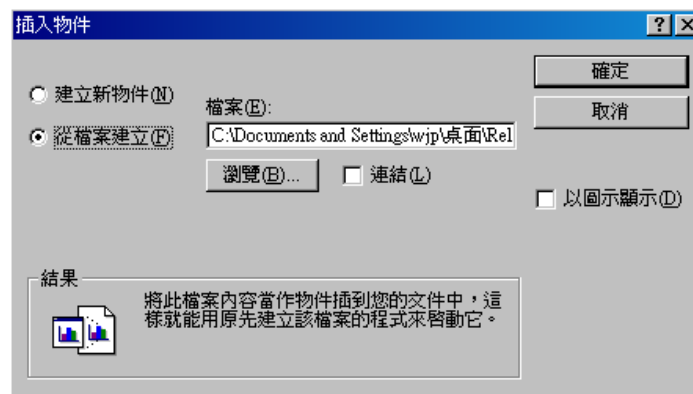 插入物件
建立新物件(N)
從檔案建立(F)
檔案(E):
C:\Documents and Settings\wjp\桌面\Rel
瀏覽(B)...
連結(L)
確定
取消
以圖示顯示(D)
結果
將此檔案內容當作物件插到您的文件中，這
樣就能用原先建立該檔案的程式來啓動它。